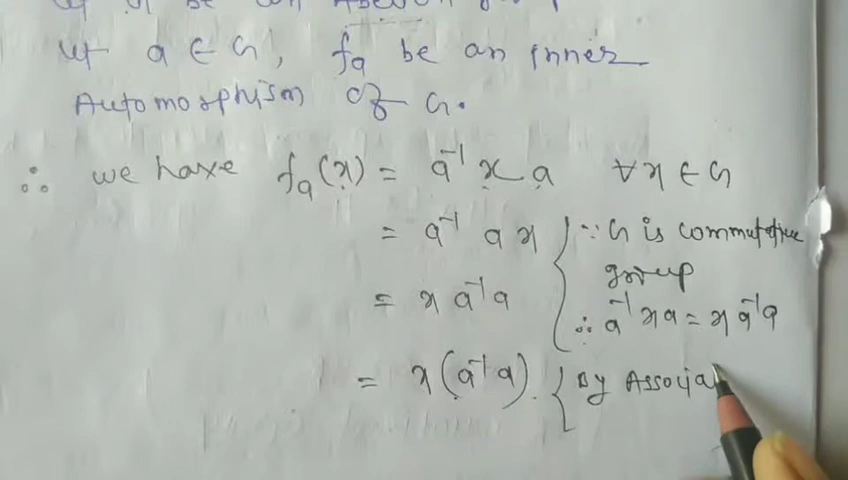 Let a ∈ G, fₐ be an inner
Automorphism of G.
∴ we have fₐ(x) = a⁻¹ x a ∀ x ∈ G
= a⁻¹ a x { ∵ G is commutative
group
= x a⁻¹ a ∴ a⁻¹ x a = x a⁻¹ a
= x (a⁻¹ a). { By Associa